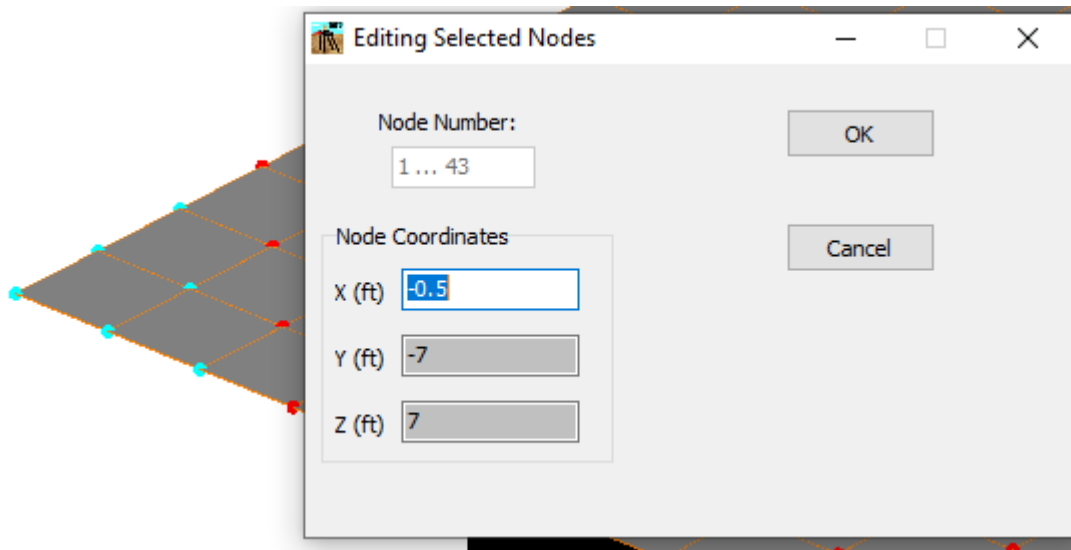 Editing Selected Nodes
Node Number:
1 ... 43
OK
Node Coordinates
Cancel
X (ft) -0.5
Y (ft) -7
Z (ft) 7